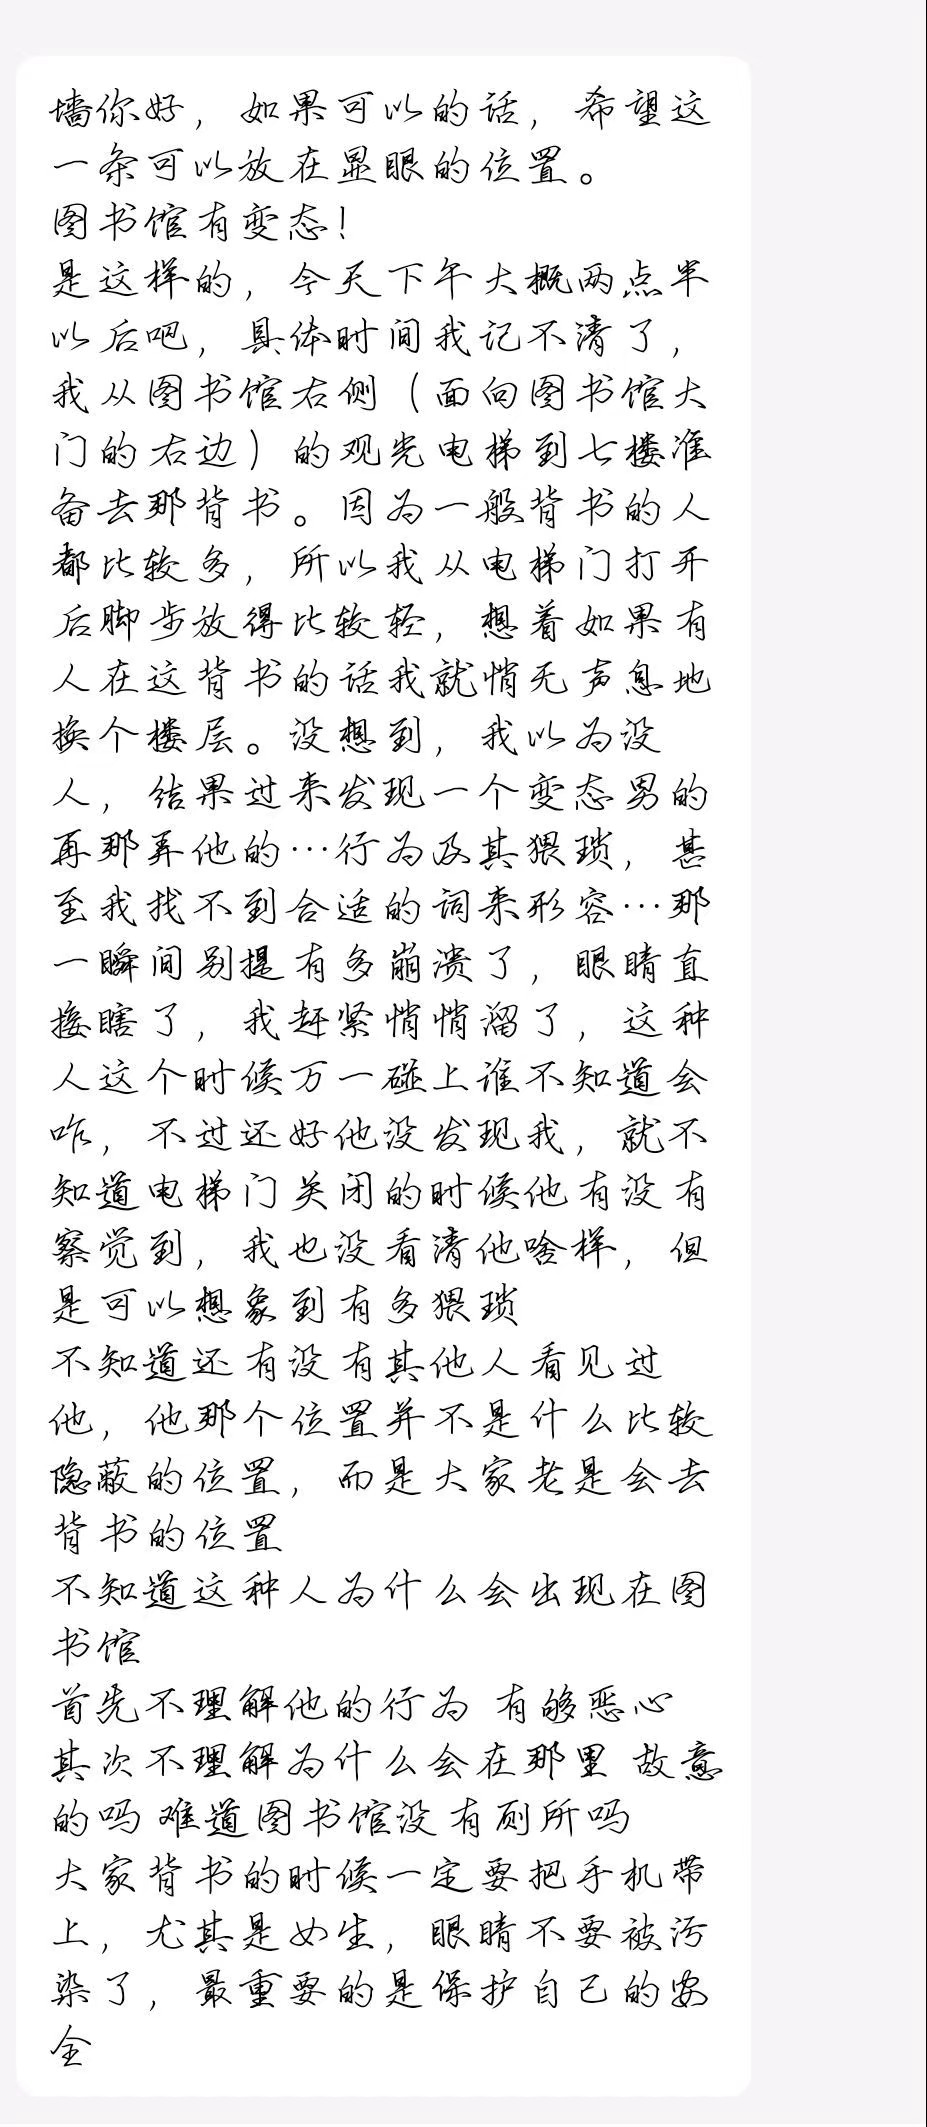 墙你好，如果可以的话，希望这
一条可以放在显眼的位置。
图书馆有变态！
是这样的，今天下午大概两点半
以后吧，具体时间我记不清了，
我从图书馆右侧（面向图书馆大
门的右边）的观光电梯到七楼准
备去那背书。因为一般背书的人
都比较多，所以我从电梯门打开
后脚步放得比较轻，想着如果有
人在这背书的话我就悄无声息地
换个楼层。没想到，我以为没
人，结果过来发现一个变态男的
再那弄他的…行为及其猥琐，甚
至我找不到合适的词来形容…那
一瞬间别提有多崩溃了，眼睛直
接瞎了，我赶紧悄悄溜了，这种
人这个时候万一碰上谁不知道会
咋，不过还好他没发现我，就不
知道电梯门关闭的时候他有没有
察觉到，我也没看清他啥样，但
是可以想象到有多猥琐
不知道还有没有其他人看见过
他，他那个位置并不是什么比较
隐蔽的位置，而是大家老是会去
背书的位置
不知道这种人为什么会出现在图
书馆
首先不理解他的行为 有够恶心
其次不理解为什么会在那里 故意
的吗 难道图书馆没有厕所吗
大家背书的时候一定要把手机带
上，尤其是女生，眼睛不要被污
染了，最重要的是保护自己的安
全